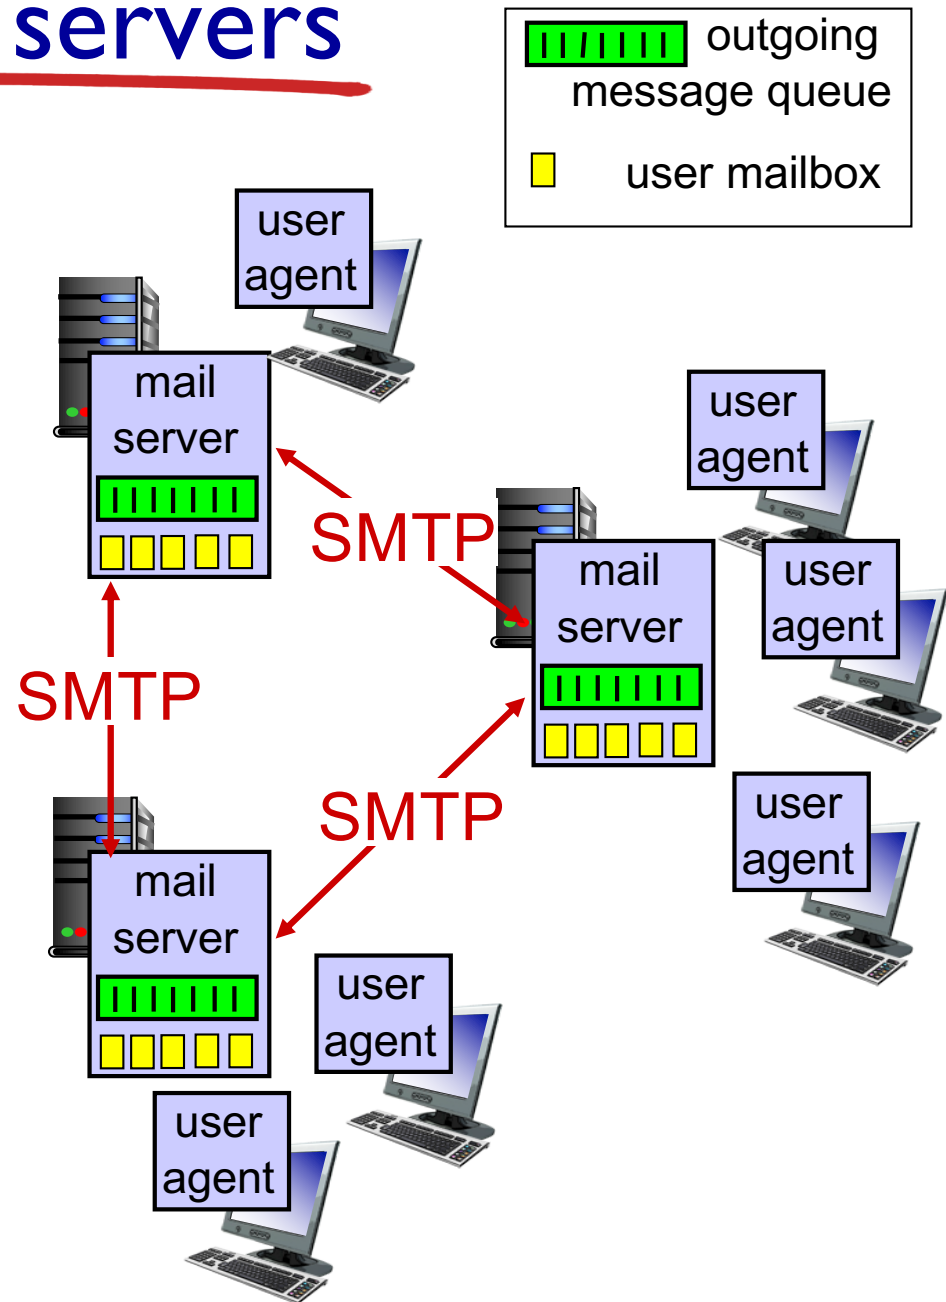 servers
outgoing
message queue
user mailbox
user
agent
mail
server
user
agent
SMTP
mail
server
user
agent
SMTP
SMTP
user
agent
mail
server
user
agent
user
agent